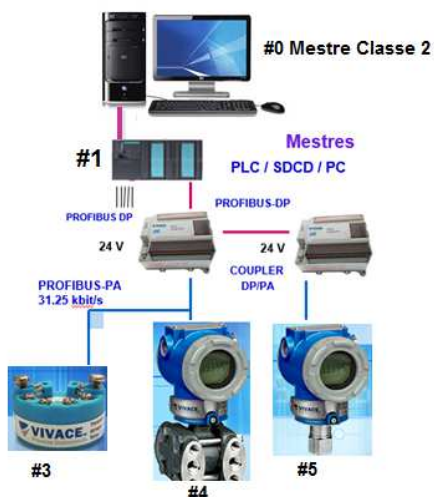 #0 Mestre Classe 2
#1
Mestres
PLC / SDCD / PC
PROFIBUS DP
PROFIBUS-DP
24 V
24 V
PROFIBUS-PA
31.25 kbit/s
COUPLER
DP/PA
VIVACE
VIVACE
VIVACE
#3
#4
#5